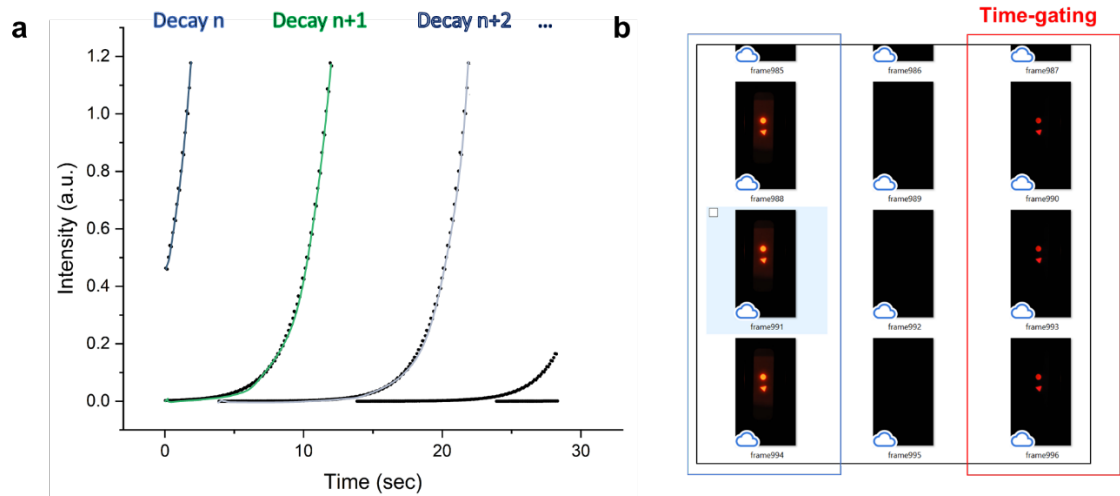 a
Decay n
Decay n+1
Decay n+2
...
Intensity (a.u.)
1.2
1.0
0.8
0.6
0.4
0.2
0.0
0
10
20
30
Time (sec)
b
Time-gating
frame985
frame986
frame987
frame988
frame989
frame990
frame991
frame992
frame993
frame994
frame995
frame996